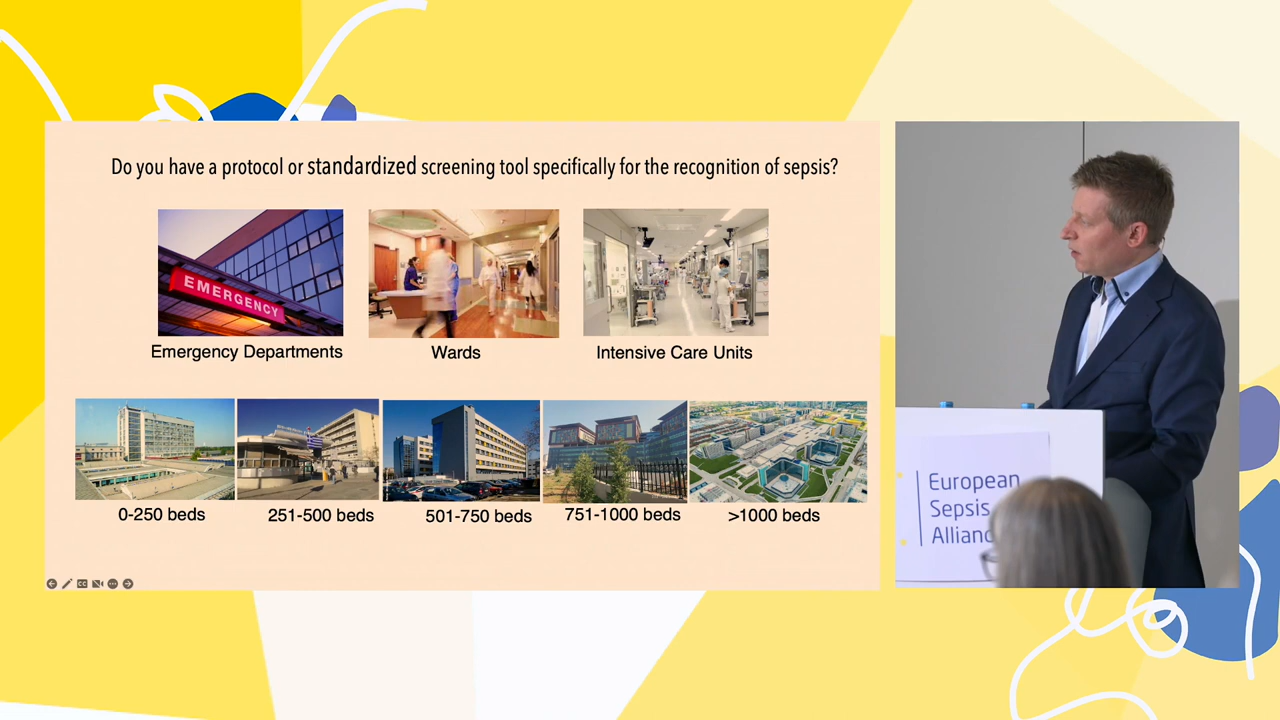 Do you have a protocol or standardized screening tool specifically for the recognition of sepsis?
EMERGENCY
Emergency Departments
Wards
Intensive Care Units
0-250 beds
251-500 beds
501-750 beds
751-1000 beds
>1000 beds
European
Sepsis
Allianc